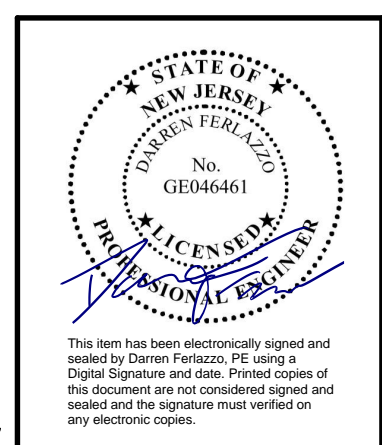 STATE OF
NEW JERSEY
DARREN FERLAZZO
No.
GE046461
LICENSED
PROFESSIONAL ENGINEER
This item has been electronically signed and
sealed by Darren Ferlazzo, PE using a
Digital Signature and date. Printed copies of
this document are not considered signed and
sealed and the signature must verified on
any electronic copies.